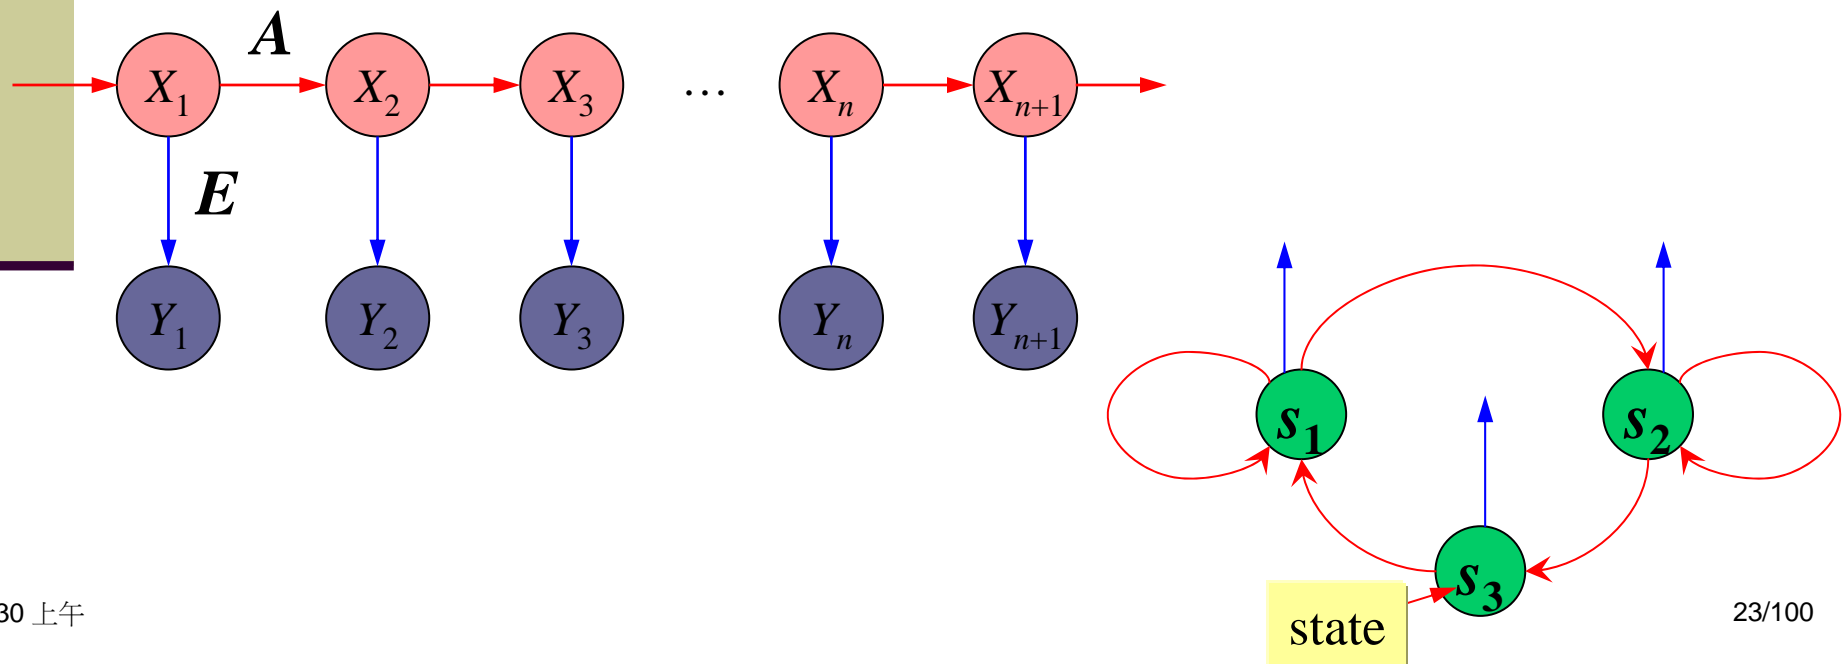 A
X1 X2 X3 … Xn Xn+1
E
Y1 Y2 Y3 Yn Yn+1
s1 s2
s3
30 上午
state
23/100